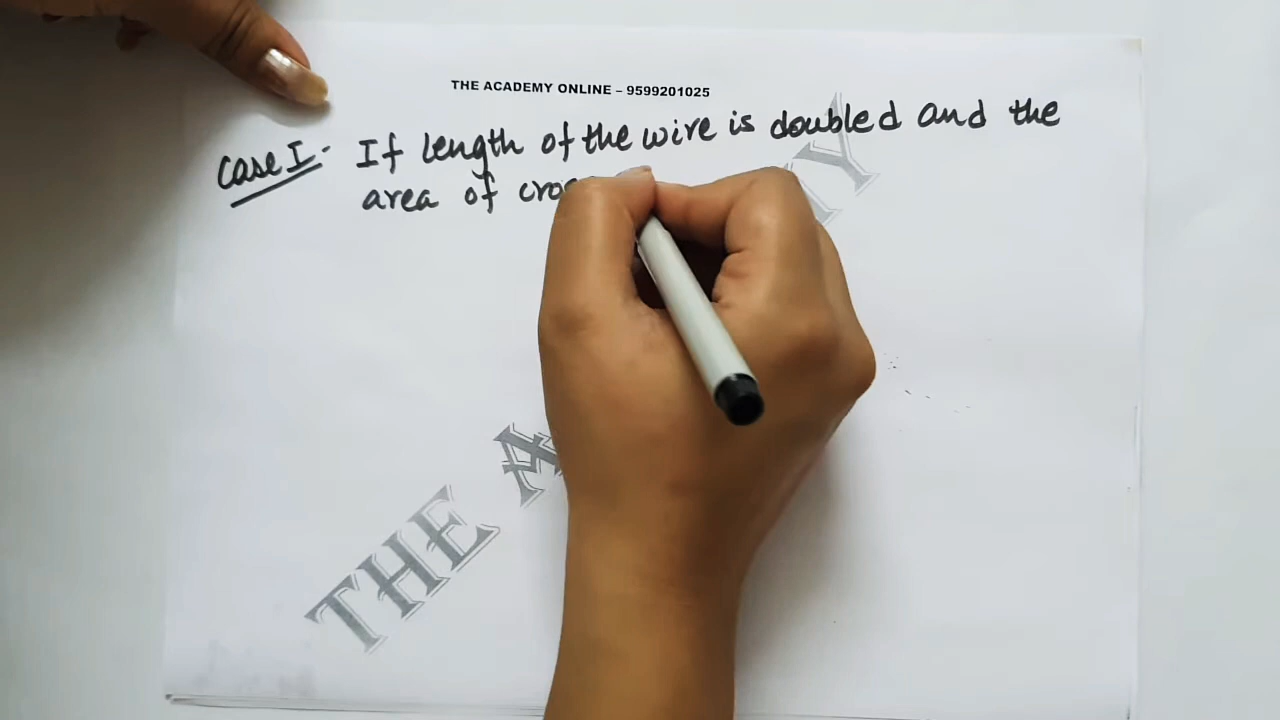 THE ACADEMY ONLINE – 9599201025
Case I :- If length of the wire is doubled and the
area of
THE